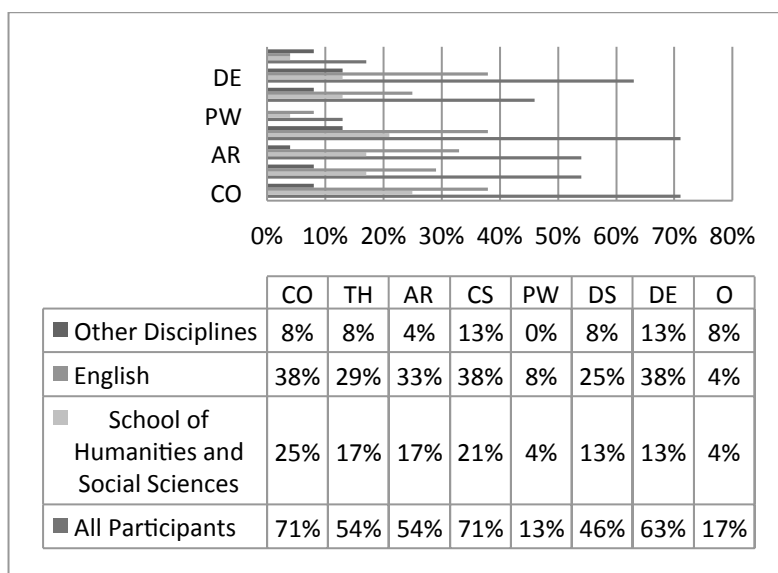 DE
PW
AR
CO
0% 10% 20% 30% 40% 50% 60% 70% 80%
CO TH AR CS PW DS DE O
Other Disciplines 8% 8% 4% 13% 0% 8% 13% 8%
English 38% 29% 33% 38% 8% 25% 38% 4%
School of
Humanities and
Social Sciences
25% 17% 17% 21% 4% 13% 13% 4%
All Participants 71% 54% 54% 71% 13% 46% 63% 17%